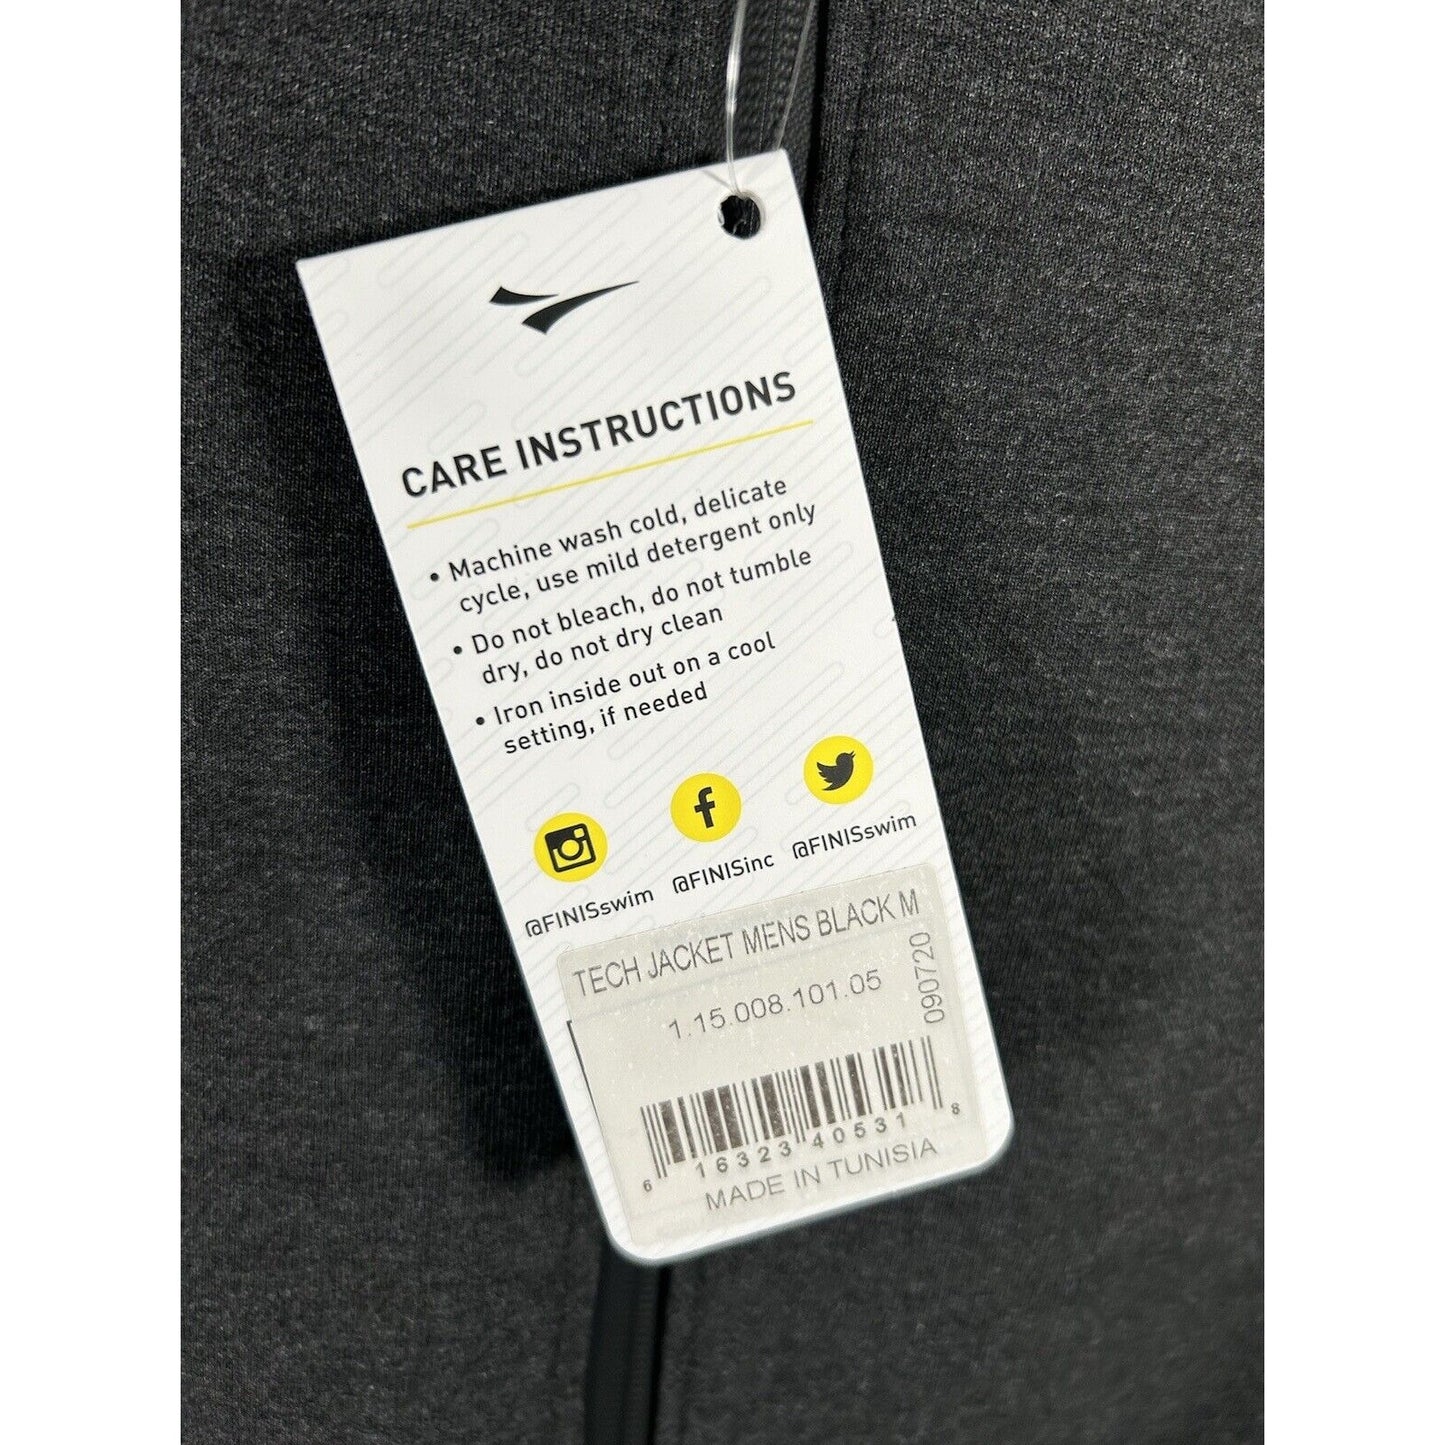 CARE INSTRUCTIONS
• Machine wash cold, delicate
cycle, use mild detergent only
• Do not bleach, do not tumble
dry, do not dry clean
• Iron inside out on a cool
setting, if needed
@FINISswim @FINISinc @FINISswim
TECH JACKET MENS BLACK M
1.15.008.101.05
090720
6 16323 40531 8
MADE IN TUNISIA